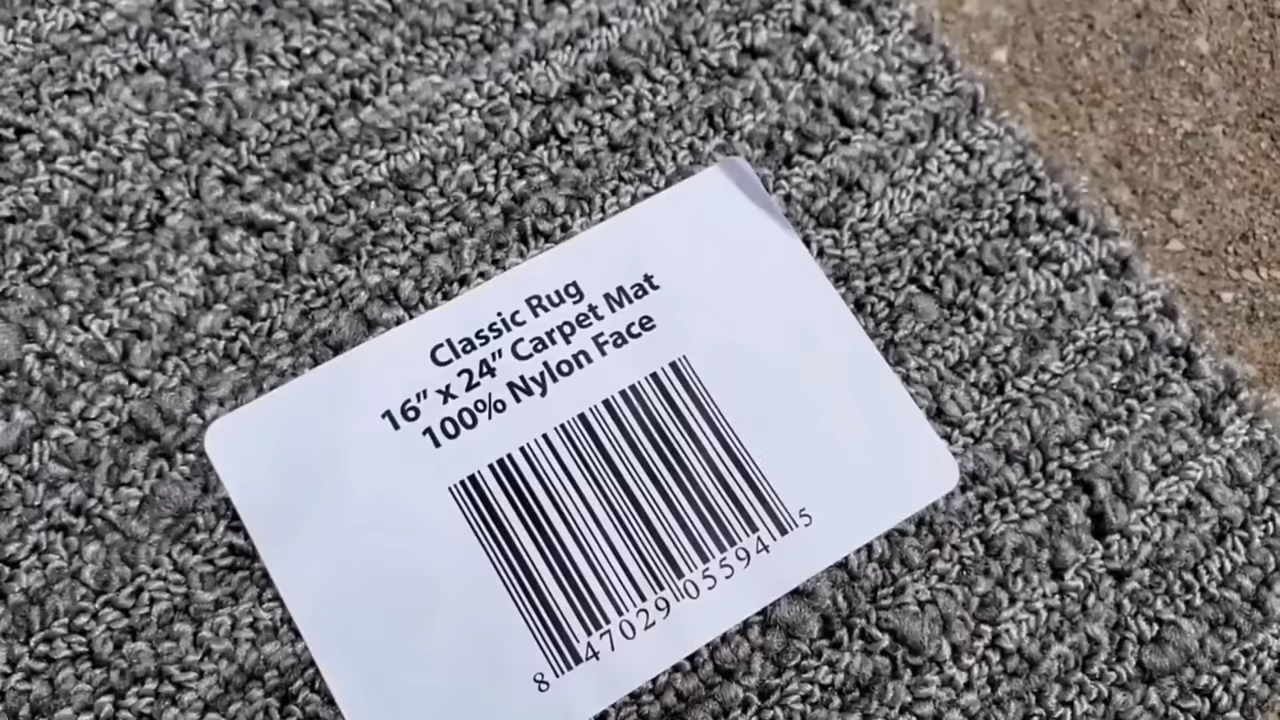 Classic Rug
16” x 24” Carpet Mat
100% Nylon Face
8 47029 05594 5